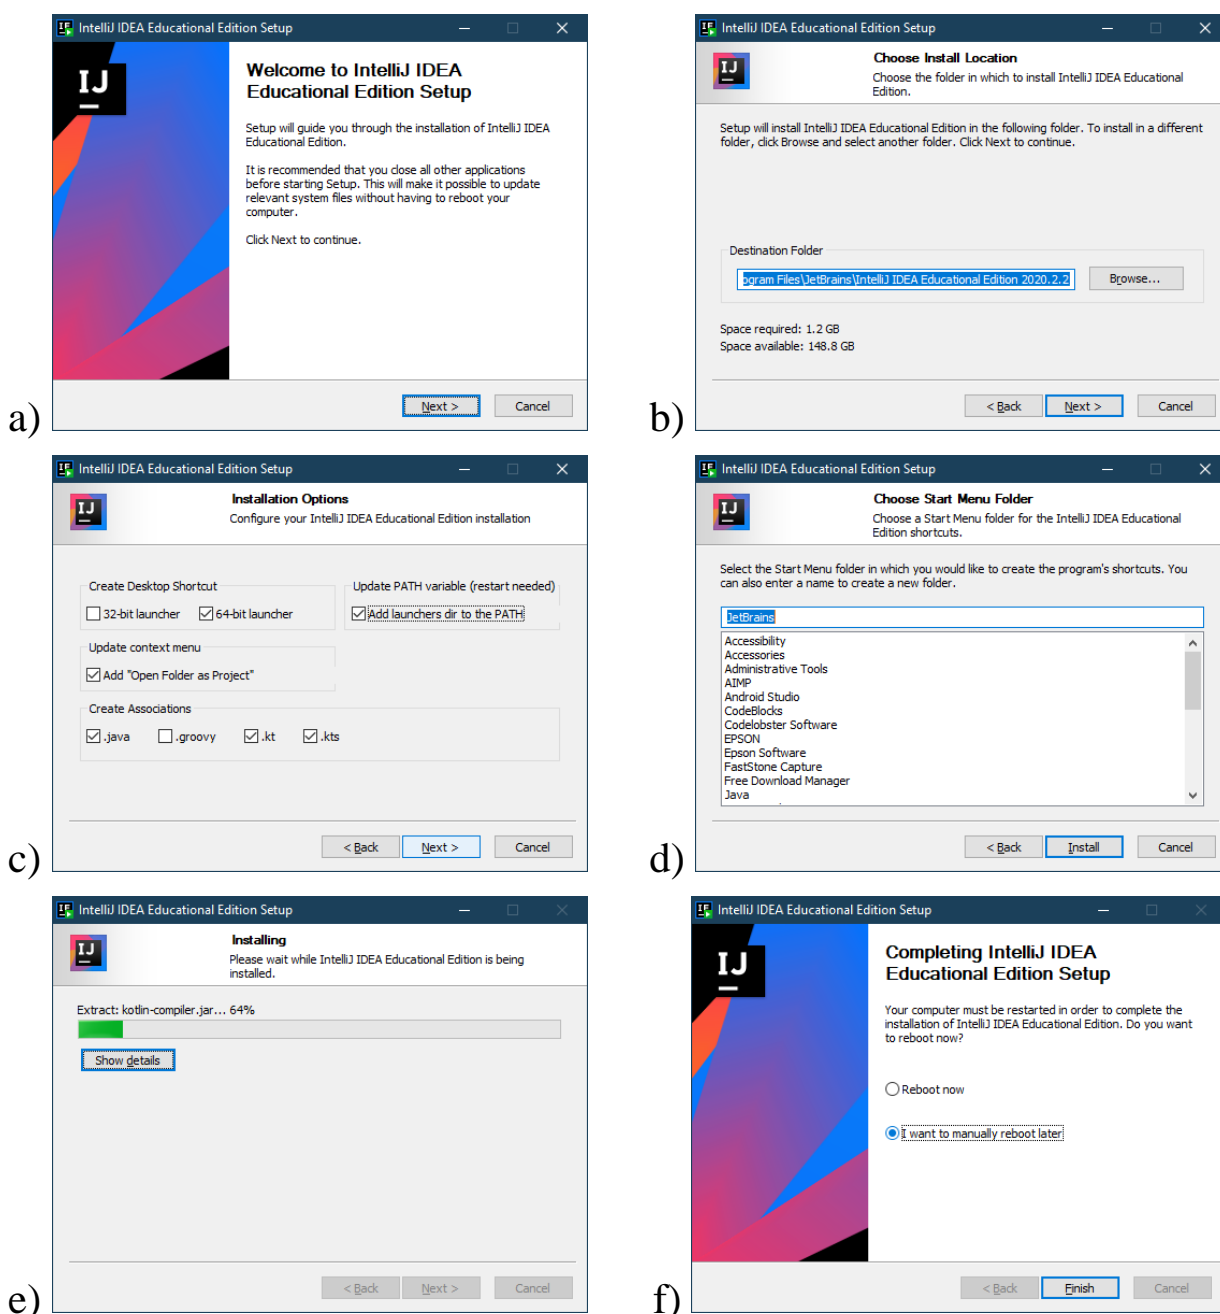 IntelliJ IDEA Educational Edition Setup
IJ
Welcome to IntelliJ IDEA
Educational Edition Setup
Setup will guide you through the installation of IntelliJ IDEA
Educational Edition.
It is recommended that you close all other applications
before starting Setup. This will make it possible to update
relevant system files without having to reboot your
computer.
Click Next to continue.
Next >
Cancel
a)
IntelliJ IDEA Educational Edition Setup
IJ
Choose Install Location
Choose the folder in which to install IntelliJ IDEA Educational
Edition.
Setup will install IntelliJ IDEA Educational Edition in the following folder. To install in a different
folder, click Browse and select another folder. Click Next to continue.
Destination Folder
ogram Files\JetBrains\IntelliJ IDEA Educational Edition 2020.2.2
Browse...
Space required: 1.2 GB
Space available: 148.8 GB
< Back
Next >
Cancel
b)
IntelliJ IDEA Educational Edition Setup
IJ
Installation Options
Configure your IntelliJ IDEA Educational Edition installation
Create Desktop Shortcut
32-bit launcher
64-bit launcher
Update PATH variable (restart needed)
Add launchers dir to the PATH
Update context menu
Add "Open Folder as Project"
Create Associations
.java
.groovy
.kt
.kts
< Back
Next >
Cancel
c)
IntelliJ IDEA Educational Edition Setup
IJ
Choose Start Menu Folder
Choose a Start Menu folder for the IntelliJ IDEA Educational
Edition shortcuts.
Select the Start Menu folder in which you would like to create the program's shortcuts. You
can also enter a name to create a new folder.
JetBrains
Accessibility
Accessories
Administrative Tools
AIMP
Android Studio
CodeBlocks
Codelobster Software
EPSON
Epson Software
FastStone Capture
Free Download Manager
Java
< Back
Install
Cancel
d)
IntelliJ IDEA Educational Edition Setup
IJ
Installing
Please wait while IntelliJ IDEA Educational Edition is being
installed.
Extract: kotlin-compiler.jar... 64%
Show details
< Back
Next >
Cancel
e)
IntelliJ IDEA Educational Edition Setup
IJ
Completing IntelliJ IDEA
Educational Edition Setup
Your computer must be restarted in order to complete the
installation of IntelliJ IDEA Educational Edition. Do you want
to reboot now?
Reboot now
I want to manually reboot later
< Back
Finish
Cancel
f)